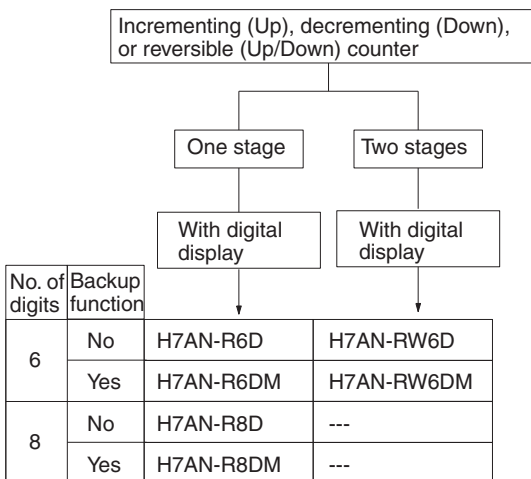 Incrementing (Up), decrementing (Down),
or reversible (Up/Down) counter
One stage
Two stages
With digital
display
With digital
display
No. of
digits
Backup
function
6
No
H7AN-R6D
H7AN-RW6D
Yes
H7AN-R6DM
H7AN-RW6DM
8
No
H7AN-R8D
---
Yes
H7AN-R8DM
---